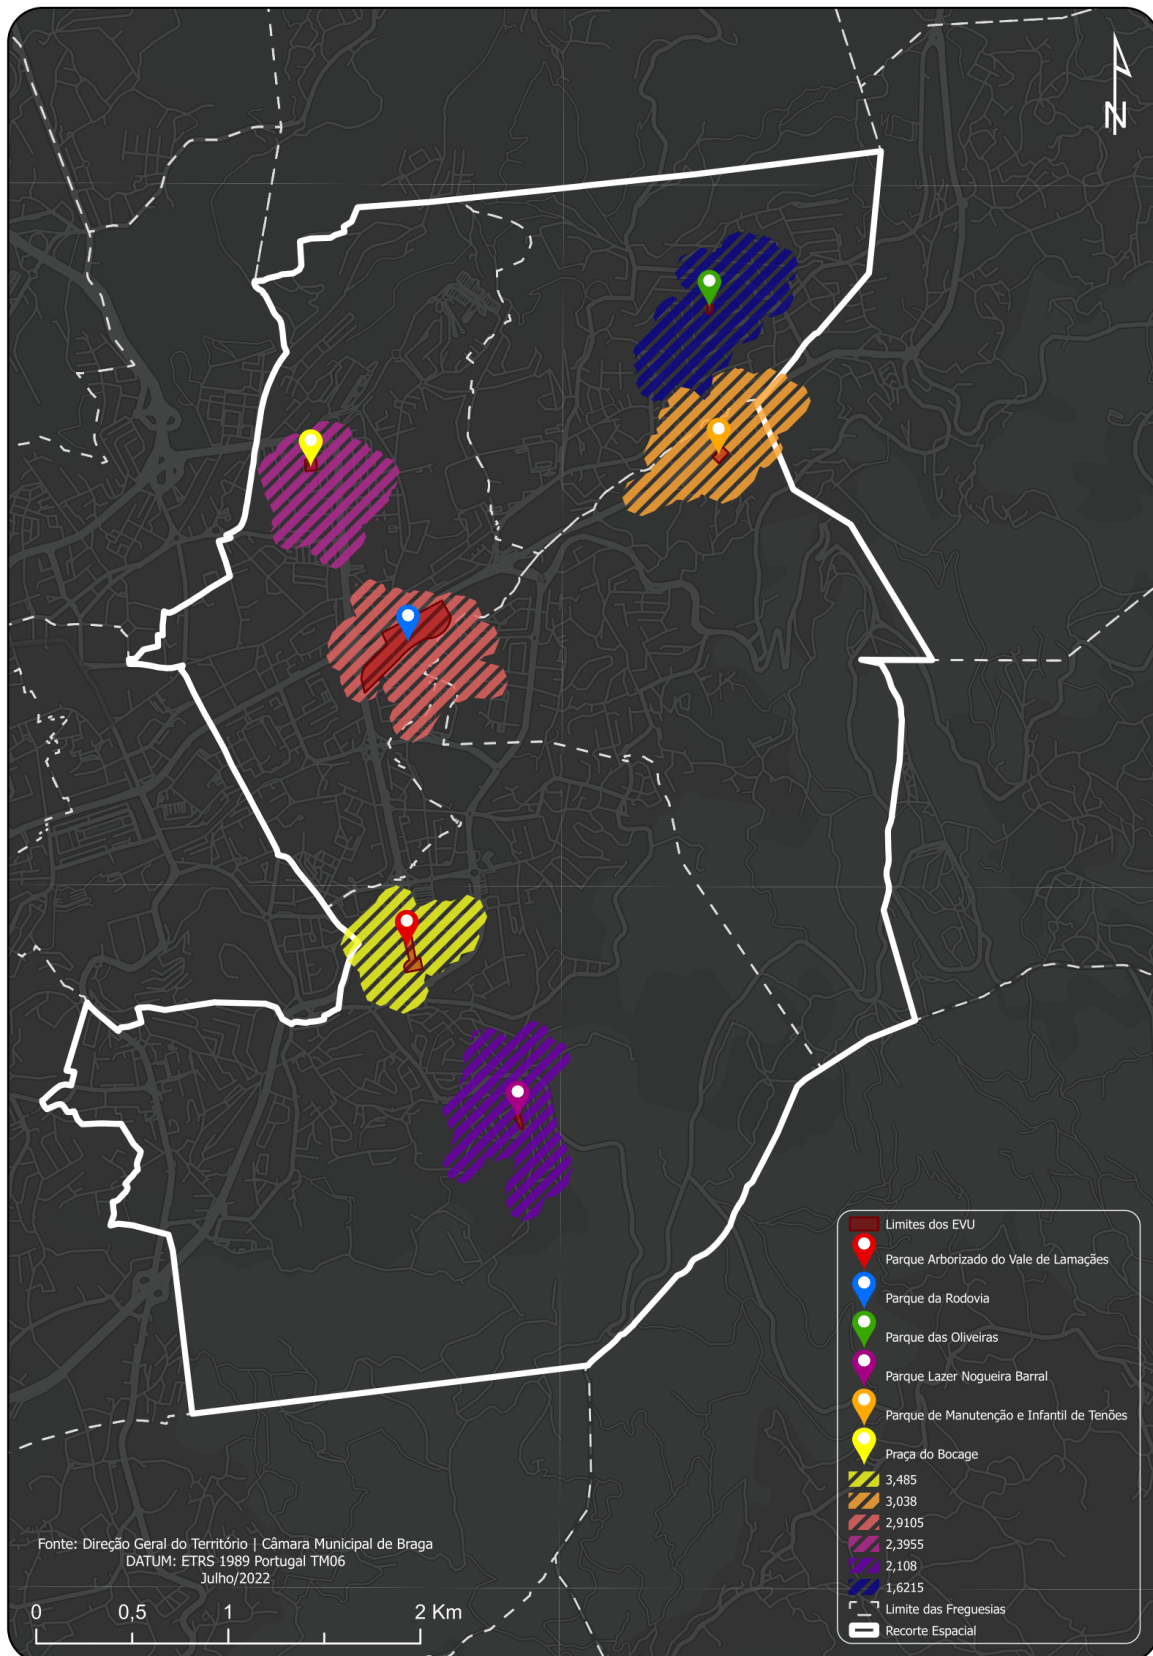 N
Limites dos EVU
Parque Arborizado do Vale de Lamaçães
Parque da Rodovia
Parque das Oliveiras
Parque Lazer Nogueira Barral
Parque de Manutenção e Infantil de Tenões
Praça do Bocage
3,485
3,038
2,9105
2,3955
2,108
1,6215
Limite das Freguesias
Recorte Espacial
Fonte: Direção Geral do Território | Câmara Municipal de Braga
DATUM: ETRS 1989 Portugal TM06
Julho/2022
0 0,5 1 2 Km